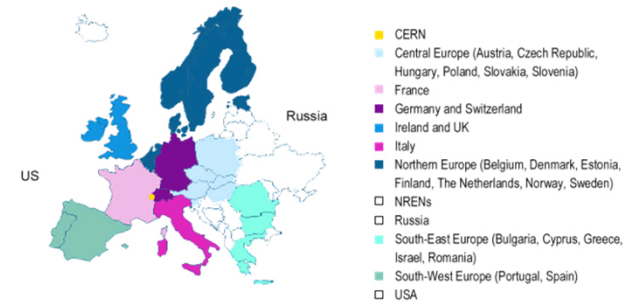 CERN
Central Europe (Austria, Czech Republic,
Hungary, Poland, Slovakia, Slovenia)
France
Germany and Switzerland
Ireland and UK
Italy
Northern Europe (Belgium, Denmark, Estonia,
Finland, The Netherlands, Norway, Sweden)
NRENs
Russia
South-East Europe (Bulgaria, Cyprus, Greece,
Israel, Romania)
South-West Europe (Portugal, Spain)
USA
Russia
US